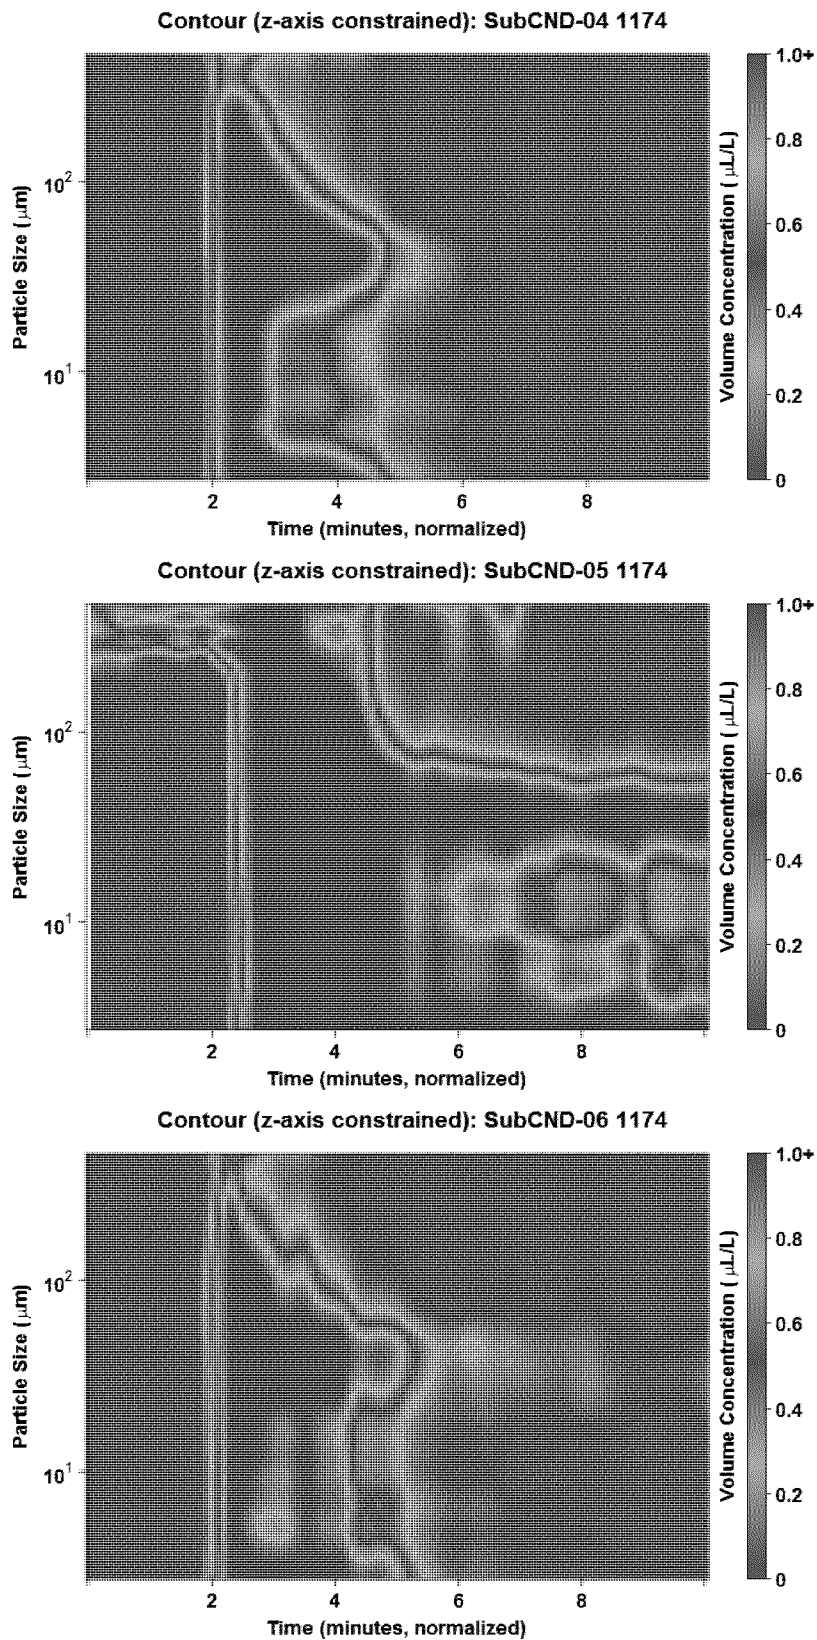 Contour (z-axis constrained): SubCND-04 1174
Particle Size (μm)
10²
10¹
2 4 6 8
Time (minutes, normalized)
Volume Concentration ( μL/L)
1.0+
0.8
0.6
0.4
0.2
0
Contour (z-axis constrained): SubCND-05 1174
Particle Size (μm)
10²
10¹
2 4 6 8
Time (minutes, normalized)
Volume Concentration ( μL/L)
1.0+
0.8
0.6
0.4
0.2
0
Contour (z-axis constrained): SubCND-06 1174
Particle Size (μm)
10²
10¹
2 4 6 8
Time (minutes, normalized)
Volume Concentration ( μL/L)
1.0+
0.8
0.6
0.4
0.2
0